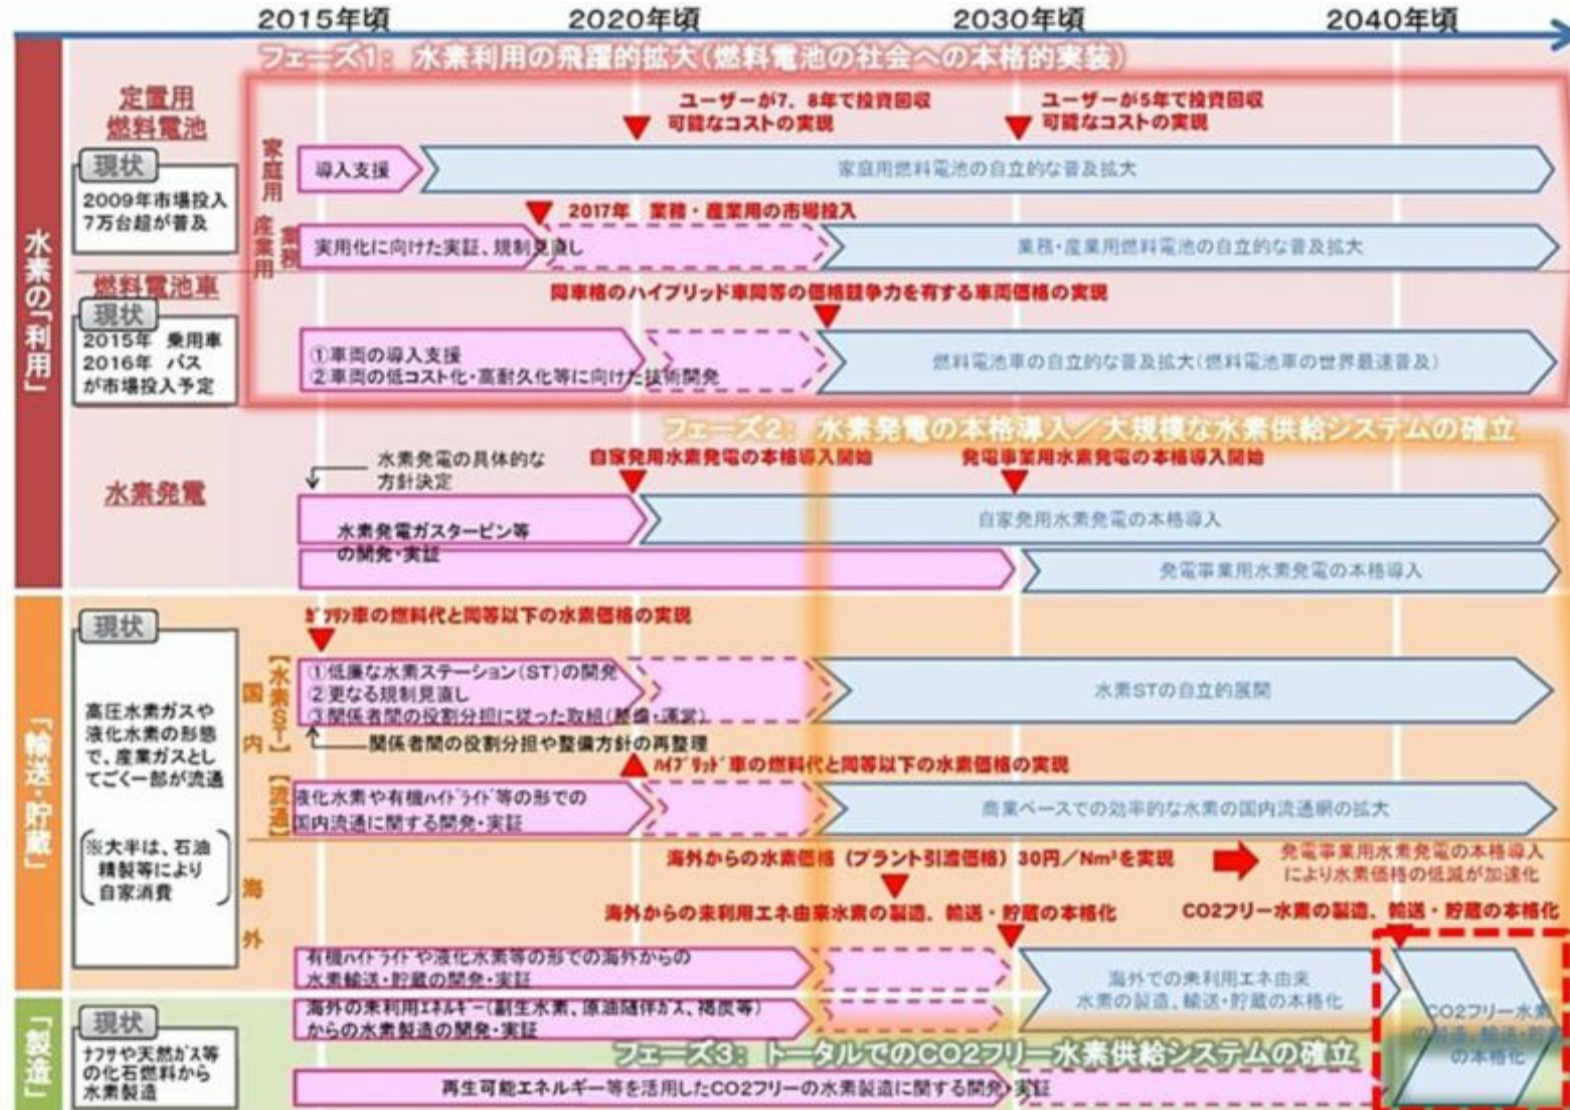 2015年頃
2020年頃
2030年頃
2040年頃
フェーズ1： 水素利用の飛躍的拡大（燃料電池の社会への本格的実装）
水素の「利用」
定置用
燃料電池
現状
2009年市場投入
7万台超が普及
家庭用
ユーザーが7、8年で投資回収
可能なコストの実現
ユーザーが5年で投資回収
可能なコストの実現
導入支援
家庭用燃料電池の自立的な普及拡大
業務
産業用
2017年　業務・産業用の市場投入
実用化に向けた実証、規制見直し
業務・産業用燃料電池の自立的な普及拡大
燃料電池車
現状
2015年　乗用車
2016年　バス
が市場投入予定
同車格のハイブリッド車同等の価格競争力を有する車両価格の実現
①車両の導入支援
②車両の低コスト化・高耐久化等に向けた技術開発
燃料電池車の自立的な普及拡大（燃料電池車の世界最速普及）
フェーズ2： 水素発電の本格導入／大規模な水素供給システムの確立
水素発電
水素発電の具体的な
方針決定
自家発用水素発電の本格導入開始
発電事業用水素発電の本格導入開始
水素発電ガスタービン等
の開発・実証
自家発用水素発電の本格導入
発電事業用水素発電の本格導入
「輸送・貯蔵」
現状
高圧水素ガスや
液化水素の形態
で、産業ガスとし
てごく一部が流通
※大半は、石油
精製等により
自家消費
国内
【水素ST】
ｶﾞｿﾘﾝ車の燃料代と同等以下の水素価格の実現
①低廉な水素ステーション（ST）の開発
②更なる規制見直し
③関係者間の役割分担に従った取組（整備・運営）
水素STの自立的展開
関係者間の役割分担や整備方針の再整理
ﾊｲﾌﾞﾘｯﾄﾞ車の燃料代と同等以下の水素価格の実現
【流通】
液化水素や有機ﾊｲﾄﾞﾗｲﾄﾞ等の形での
国内流通に関する開発・実証
商業ベースでの効率的な水素の国内流通網の拡大
海外
海外からの水素価格（プラント引渡価格）30円／Nm³を実現
発電事業用水素発電の本格導入
により水素価格の低減が加速化
海外からの未利用エネ由来水素の製造、輸送・貯蔵の本格化
CO2フリー水素の製造、輸送・貯蔵の本格化
有機ﾊｲﾄﾞﾗｲﾄﾞや液化水素等の形での海外からの
水素輸送・貯蔵の開発・実証
海外での未利用エネ由来
水素の製造、輸送・貯蔵の本格化
CO2フリー水素
の製造、輸送・貯蔵
の本格化
「製造」
現状
ﾅﾌｻや天然ｶﾞｽ等
の化石燃料から
水素製造
海外の未利用ｴﾈﾙｷﾞｰ（副生水素、原油随伴ｶﾞｽ、褐炭等）
からの水素製造の開発・実証
フェーズ3： トータルでのCO2フリー水素供給システムの確立
再生可能エネルギー等を活用したCO2フリーの水素製造に関する開発・実証